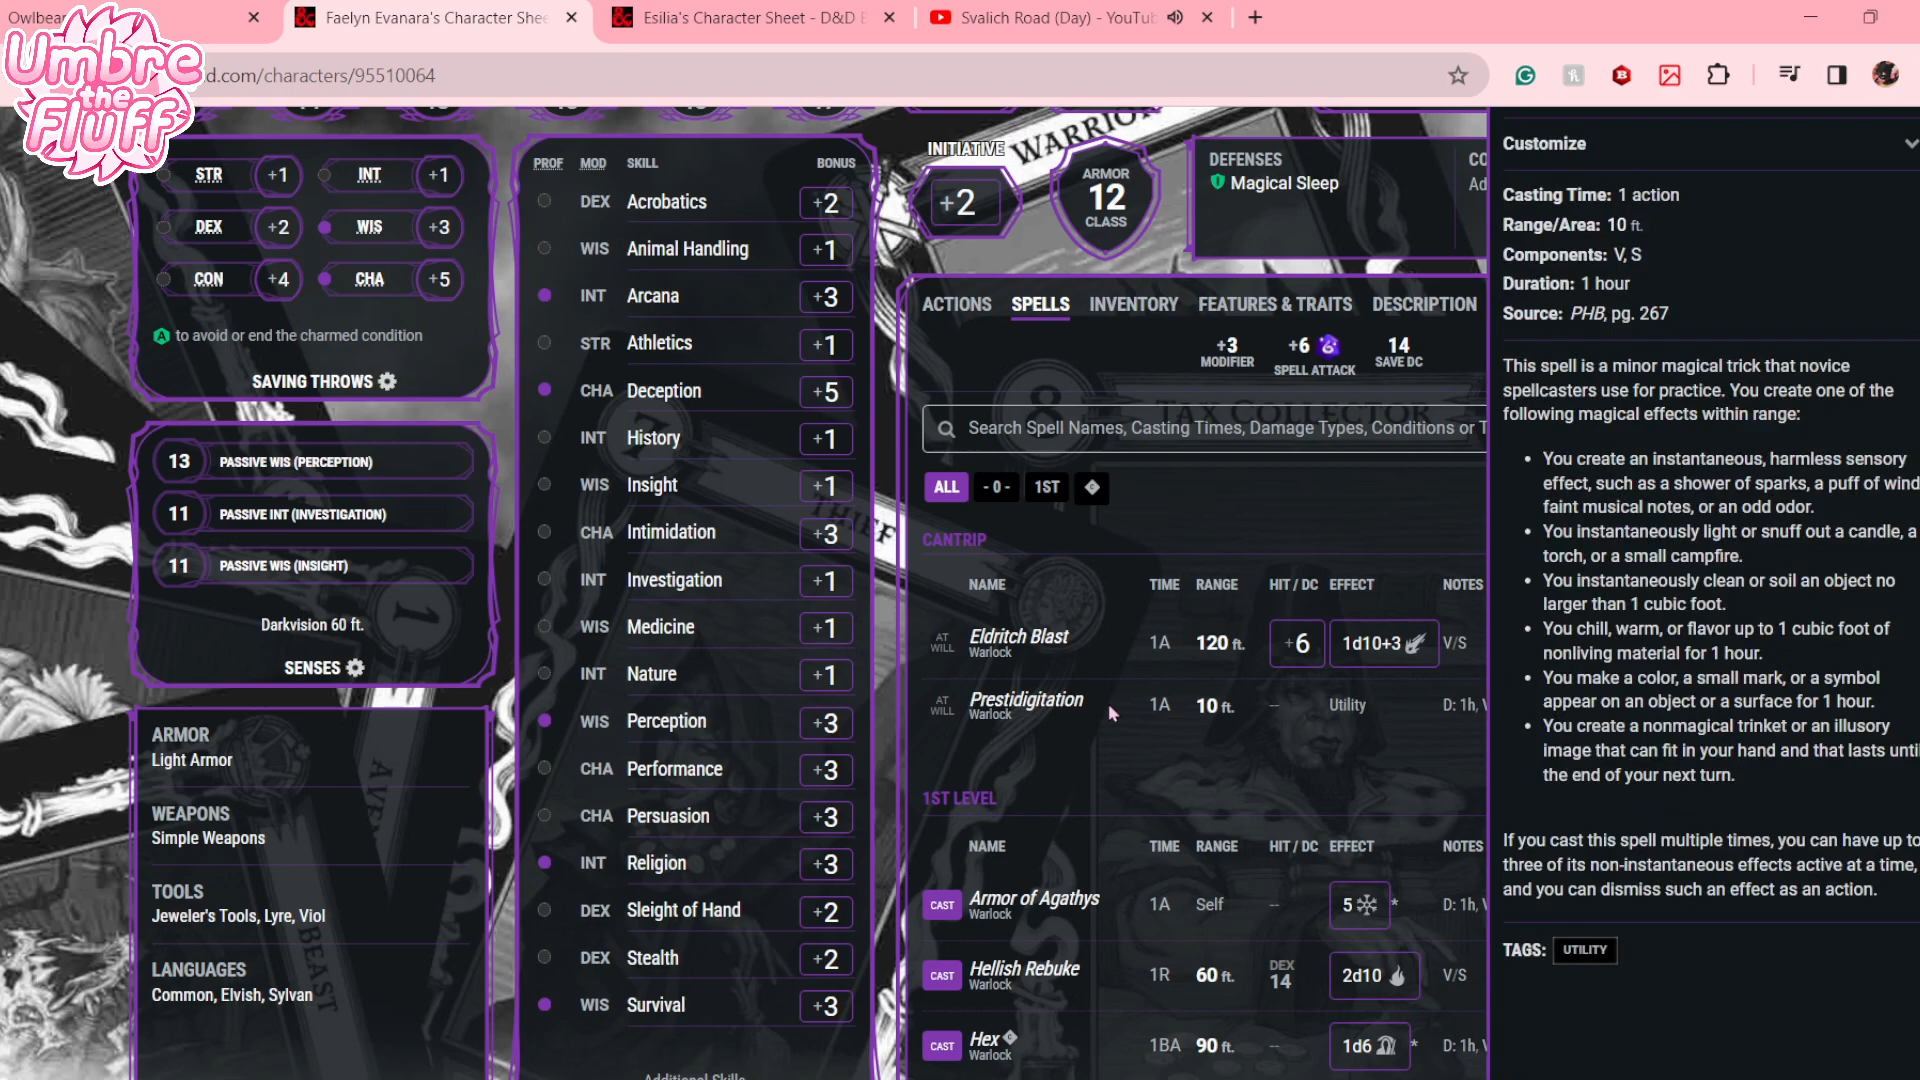 Umbre
the
Fluff
Owlbear
Faelyn Evanara's Character Shee
Esilia's Character Sheet - D&D B
Svalich Road (Day) - YouTub
d.com/characters/95510064
STR +1 INT +1
DEX +2 WIS +3
CON +4 CHA +5
to avoid or end the charmed condition
SAVING THROWS
13 PASSIVE WIS (PERCEPTION)
11 PASSIVE INT (INVESTIGATION)
11 PASSIVE WIS (INSIGHT)
Darkvision 60 ft.
SENSES
ARMOR
Light Armor
WEAPONS
Simple Weapons
TOOLS
Jeweler's Tools, Lyre, Viol
LANGUAGES
Common, Elvish, Sylvan
PROF MOD SKILL BONUS
DEX Acrobatics +2
WIS Animal Handling +1
INT Arcana +3
STR Athletics +1
CHA Deception +5
INT History +1
WIS Insight +1
CHA Intimidation +3
INT Investigation +1
WIS Medicine +1
INT Nature +1
WIS Perception +3
CHA Performance +3
CHA Persuasion +3
INT Religion +3
DEX Sleight of Hand +2
DEX Stealth +2
WIS Survival +3
Additional Skills
WARRIOR
INITIATIVE
+2
ARMOR
12
CLASS
DEFENSES
Magical Sleep
CO
Ad
ACTIONS SPELLS INVENTORY FEATURES & TRAITS DESCRIPTION
+3 +6 14
MODIFIER SPELL ATTACK SAVE DC
8
TAX COLLECTOR
Search Spell Names, Casting Times, Damage Types, Conditions or T
ALL - 0 - 1ST
THIEF
1
BEAST
CANTRIP
NAME TIME RANGE HIT / DC EFFECT NOTES
AT WILL Eldritch Blast 1A 120 ft. +6 1d10+3 V/S
Warlock
AT WILL Prestidigitation 1A 10 ft. -- Utility D: 1h, V
Warlock
1ST LEVEL
NAME TIME RANGE HIT / DC EFFECT NOTES
CAST Armor of Agathys 1A Self -- 5 * D: 1h, V
Warlock
CAST Hellish Rebuke 1R 60 ft. DEX 14 2d10 V/S
Warlock
CAST Hex 1BA 90 ft. -- 1d6 * D: 1h, V
Warlock
Customize
Casting Time: 1 action
Range/Area: 10 ft.
Components: V, S
Duration: 1 hour
Source: PHB, pg. 267
This spell is a minor magical trick that novice
spellcasters use for practice. You create one of the
following magical effects within range:
• You create an instantaneous, harmless sensory
effect, such as a shower of sparks, a puff of wind
faint musical notes, or an odd odor.
• You instantaneously light or snuff out a candle, a
torch, or a small campfire.
• You instantaneously clean or soil an object no
larger than 1 cubic foot.
• You chill, warm, or flavor up to 1 cubic foot of
nonliving material for 1 hour.
• You make a color, a small mark, or a symbol
appear on an object or a surface for 1 hour.
• You create a nonmagical trinket or an illusory
image that can fit in your hand and that lasts until
the end of your next turn.
If you cast this spell multiple times, you can have up to
three of its non-instantaneous effects active at a time,
and you can dismiss such an effect as an action.
TAGS: UTILITY